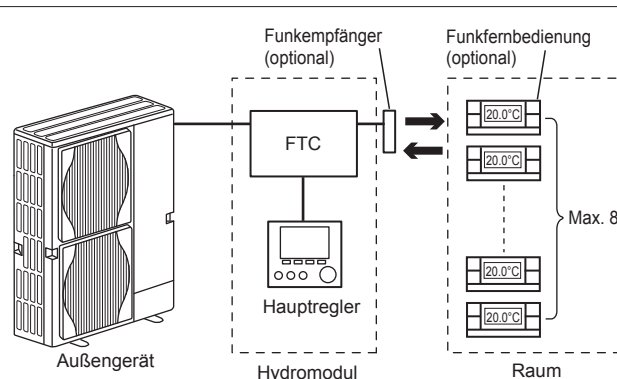 Funkempfänger
(optional)
Funkfernbedienung
(optional)
FTC
20.0°C
20.0°C
Max. 8
20.0°C
20.0°C
Hauptregler
Außengerät
Hydromodul
Raum